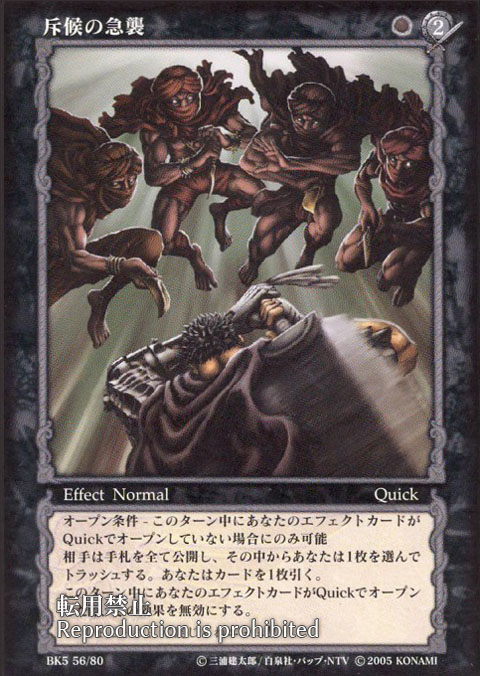 斥候の急襲
2
Effect Normal Quick
オープン条件 - このターン中にあなたのエフェクトカードが
Quickでオープンしていない場合にのみ可能
相手は手札を全て公開し、その中からあなたは1枚を選んで
トラッシュする。あなたはカードを1枚引く。
このターン中にあなたのエフェクトカードがQuickでオープン
効果を無効にする。
転用禁止
Reproduction is prohibited
BK5 56/80
©三浦建太郎/白泉社・バップ・NTV ©2005 KONAMI